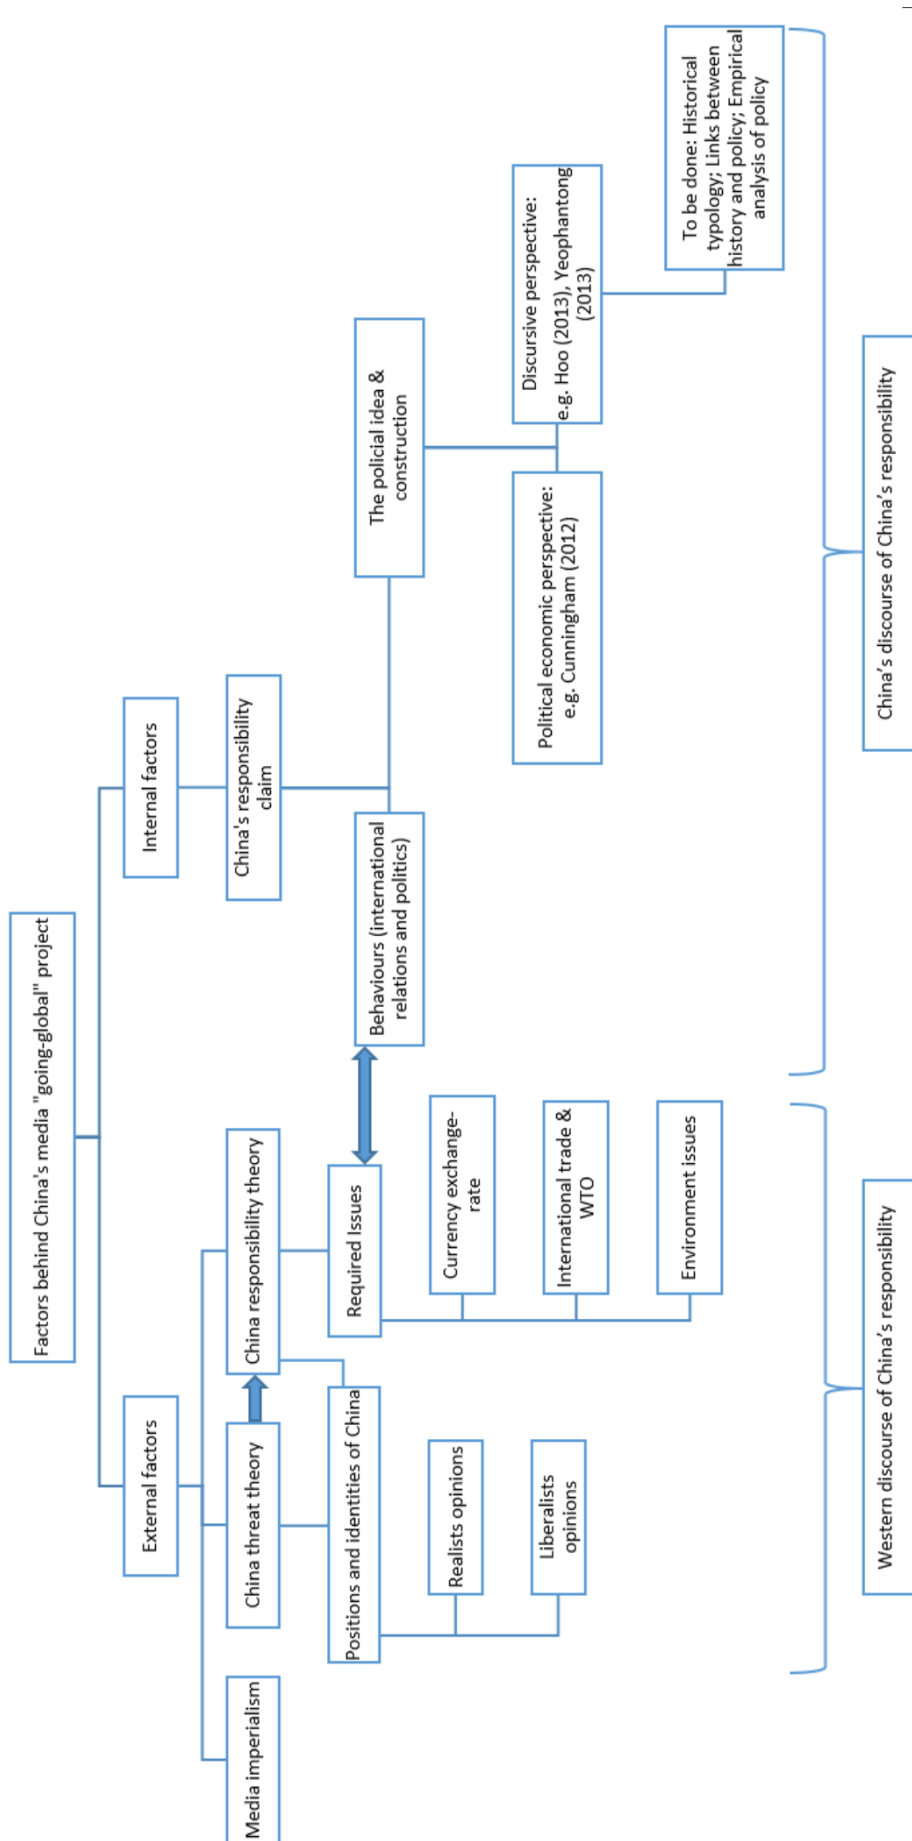 Factors behind China's media "going-global" project
External factors
Internal factors
Media imperialism
China threat theory
China responsibility theory
China's responsibility
claim
Positions and identities of China
Required Issues
Behaviours (international
relations and politics)
The policial idea &
construction
Realists opinions
Liberalists
opinions
Currency exchange-
rate
International trade &
WTO
Environment issues
Political economic perspective:
e.g. Cunningham (2012)
Discursive perspective:
e.g. Hoo (2013), Yeophantong
(2013)
To be done: Historical
typology; Links between
history and policy; Empirical
analysis of policy
Western discourse of China's responsibility
China's discourse of China's responsibility